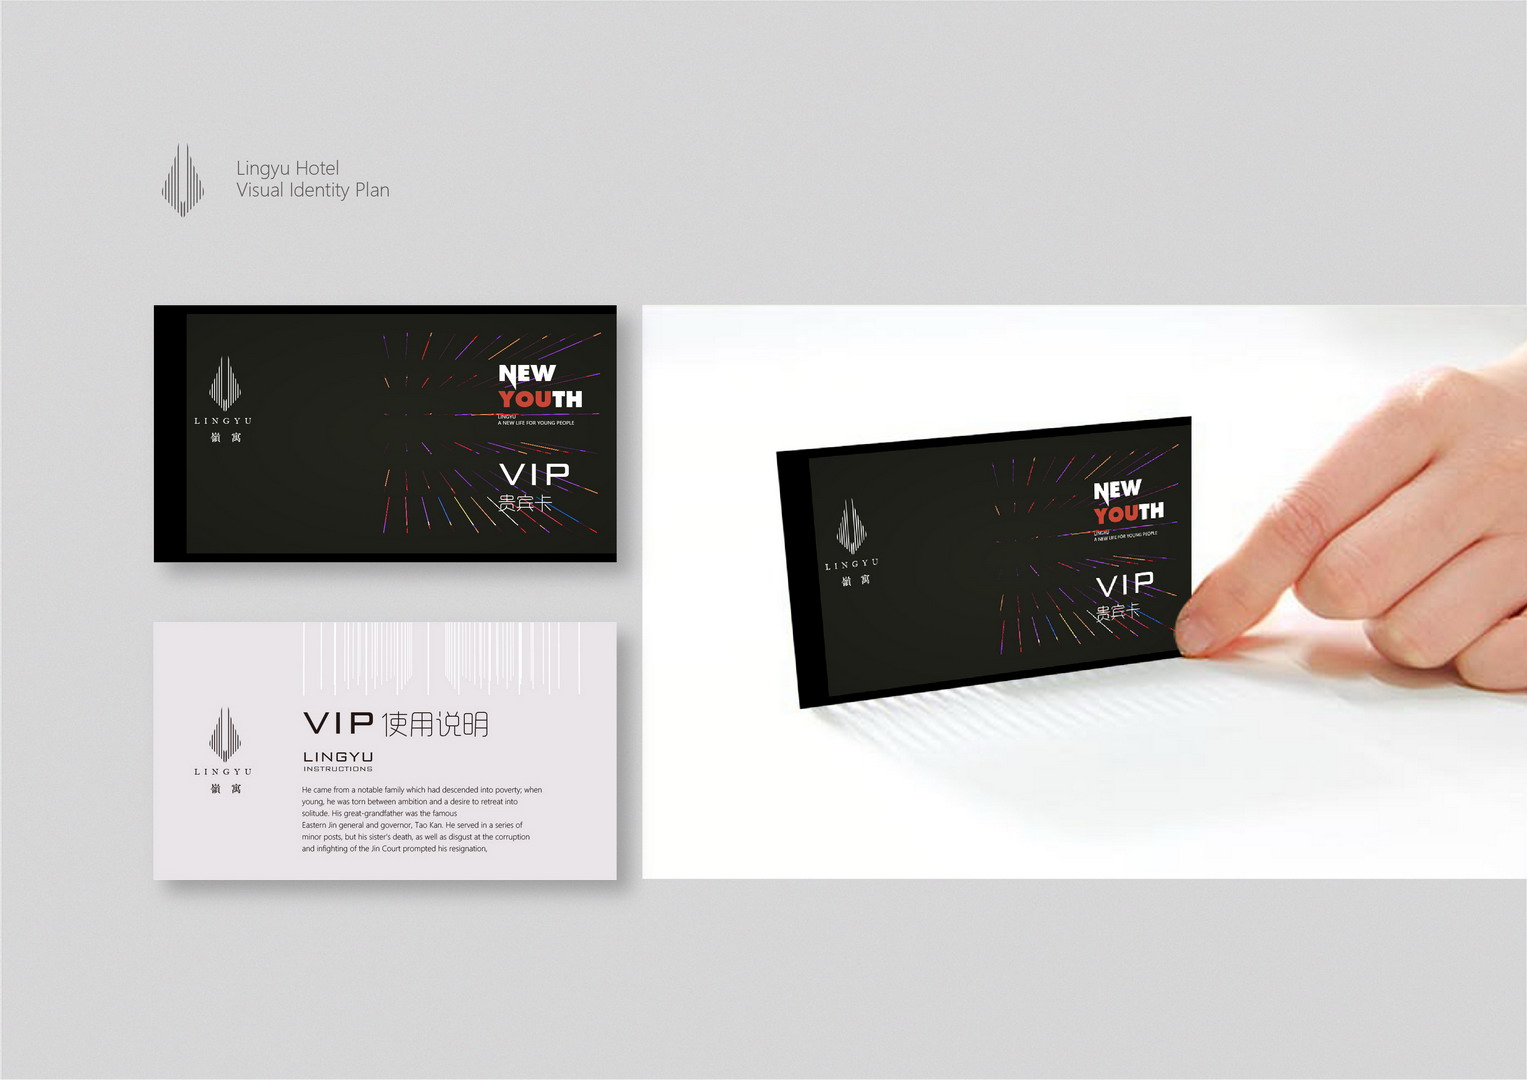 Lingyu Hotel
Visual Identity Plan
LINGYU
嶺 寓
NEW
YOUTH
LINGYU
A NEW LIFE FOR YOUNG PEOPLE
VIP
贵宾卡
LINGYU
嶺 寓
VIP 使用说明
LINGYU
INSTRUCTIONS
He came from a notable family which had descended into poverty; when
young, he was torn between ambition and a desire to retreat into
solitude. His great-grandfather was the famous
Eastern Jin general and governor, Tao Kan. He served in a series of
minor posts, but his sister's death, as well as disgust at the corruption
and infighting of the Jin Court prompted his resignation,
LINGYU
嶺 寓
NEW
YOUTH
LINGYU
A NEW LIFE FOR YOUNG PEOPLE
VIP
贵宾卡